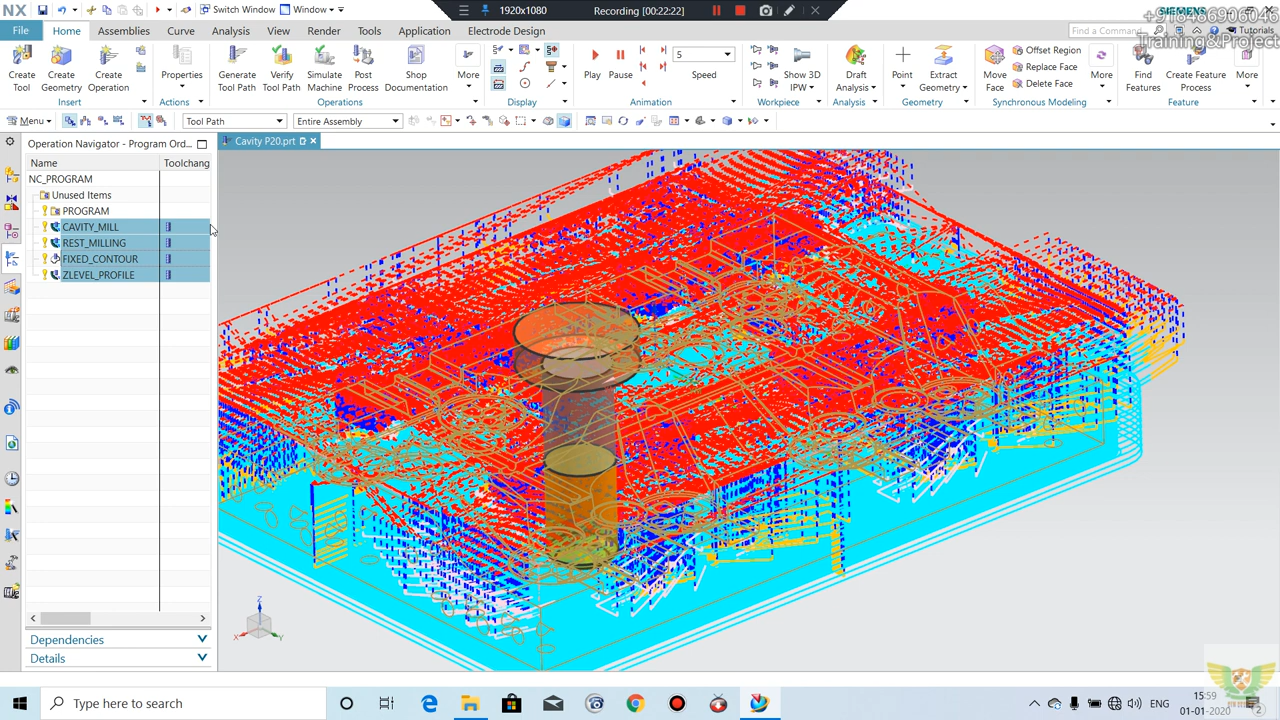 NX
Switch Window
Window
1920x1080
Recording [00:22:22]
SIEMENS
+918486906046
Training&Project
File
Home
Assemblies
Curve
Analysis
View
Render
Tools
Application
Electrode Design
Find a Command
Tutorials
Create Tool
Create Geometry
Create Operation
Properties
Generate Tool Path
Verify Tool Path
Simulate Machine
Post Process
Shop Documentation
More
Play
Pause
5
Speed
Show 3D IPW
Draft Analysis
Point
Extract Geometry
Move Face
Offset Region
Replace Face
Delete Face
More
Find Features
Create Feature Process
More
Insert
Actions
Operations
Display
Animation
Workpiece
Analysis
Geometry
Synchronous Modeling
Feature
Menu
Tool Path
Entire Assembly
Operation Navigator - Program Ord...
Cavity P20.prt
Name
Toolchang
NC_PROGRAM
Unused Items
PROGRAM
CAVITY_MILL
REST_MILLING
FIXED_CONTOUR
ZLEVEL_PROFILE
Z
X
Y
Dependencies
Details
Type here to search
15:59
01-01-2020
2